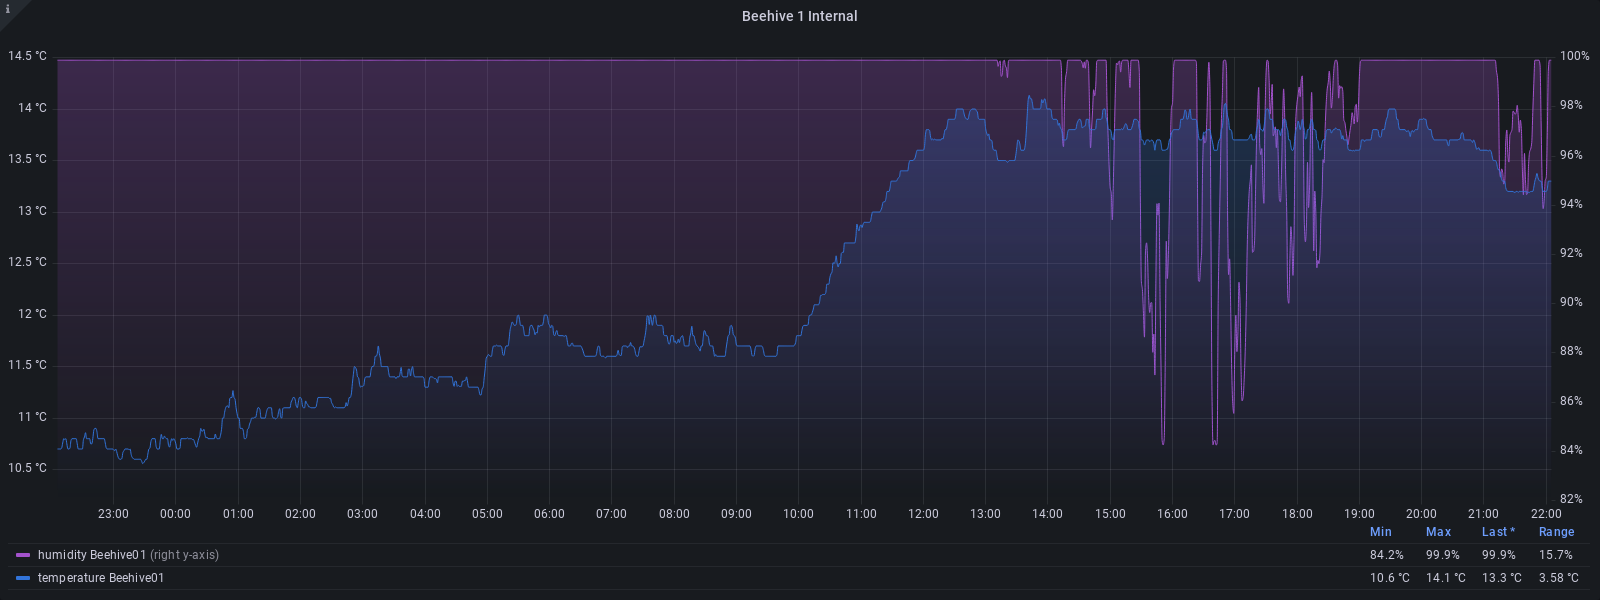 i
Beehive 1 Internal
14.5 °C 100%
14 °C 98%
13.5 °C 96%
13 °C 94%
12.5 °C 92%
12 °C 90%
11.5 °C 88%
11 °C 86%
10.5 °C 84%
82%
23:00 00:00 01:00 02:00 03:00 04:00 05:00 06:00 07:00 08:00 09:00 10:00 11:00 12:00 13:00 14:00 15:00 16:00 17:00 18:00 19:00 20:00 21:00 22:00
Min Max Last * Range
humidity Beehive01 (right y-axis) 84.2% 99.9% 99.9% 15.7%
temperature Beehive01 10.6 °C 14.1 °C 13.3 °C 3.58 °C